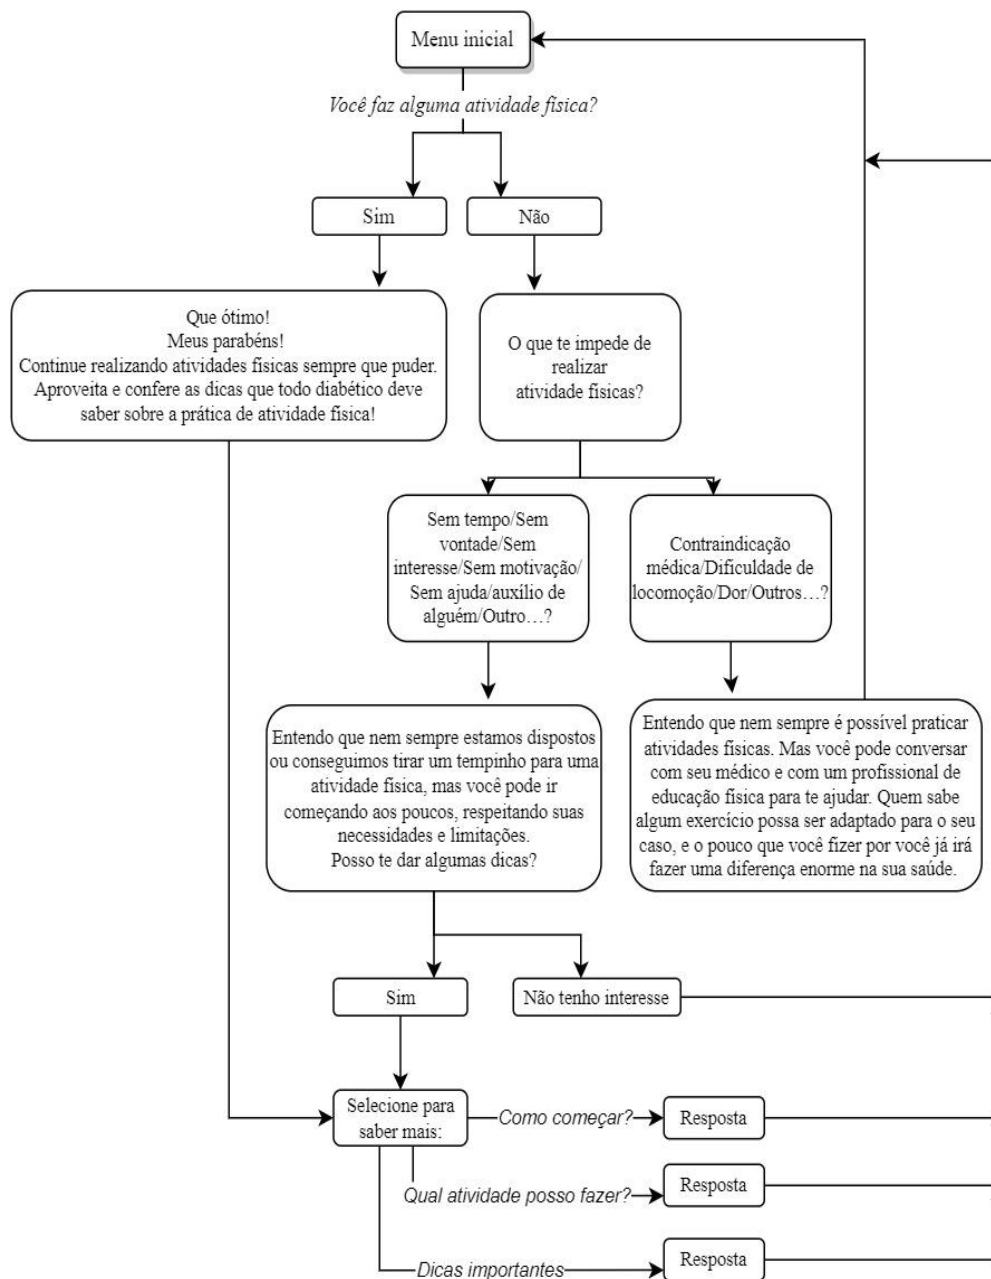 Menu inicial
Você faz alguma atividade física?
Sim
Não
Que ótimo!
Meus parabéns!
Continue realizando atividades físicas sempre que puder.
Aproveita e confere as dicas que todo diabético deve
saber sobre a prática de atividade física!
O que te impede de
realizar
atividade físicas?
Sem tempo/Sem
vontade/Sem
interesse/Sem motivação/
Sem ajuda/auxílio de
alguém/Outro…?
Contraindicação
médica/Dificuldade de
locomoção/Dor/Outros…?
Entendo que nem sempre estamos dispostos
ou conseguimos tirar um tempinho para uma
atividade física, mas você pode ir
começando aos poucos, respeitando suas
necessidades e limitações.
Posso te dar algumas dicas?
Entendo que nem sempre é possível praticar
atividades físicas. Mas você pode conversar
com seu médico e com um profissional de
educação física para te ajudar. Quem sabe
algum exercício possa ser adaptado para o seu
caso, e o pouco que você fizer por você já irá
fazer uma diferença enorme na sua saúde.
Sim
Não tenho interesse
Selecione para
saber mais:
Como começar?
Resposta
Qual atividade posso fazer?
Resposta
Dicas importantes
Resposta